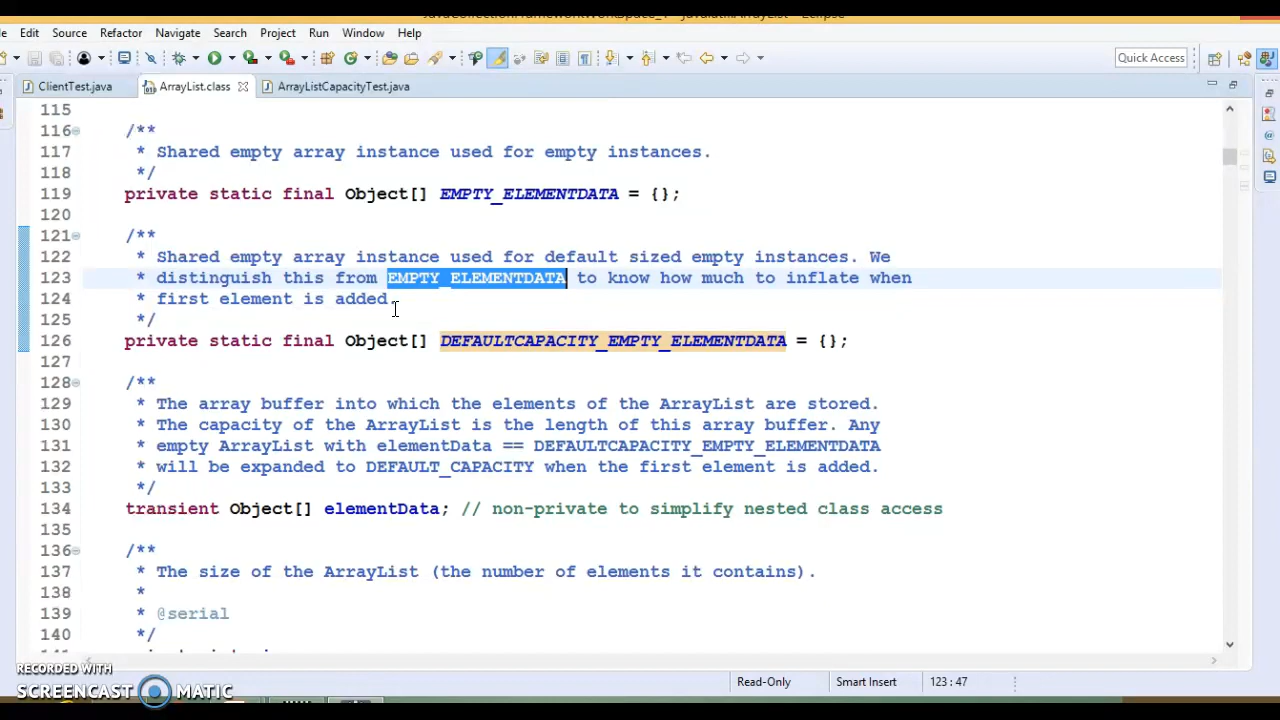 Edit Source Refactor Navigate Search Project Run Window Help
Quick Access
ClientTest.java ArrayList.class ArrayListCapacityTest.java
115
116 /**
117 * Shared empty array instance used for empty instances.
118 */
119 private static final Object[] EMPTY_ELEMENTDATA = {};
120
121 /**
122 * Shared empty array instance used for default sized empty instances. We
123 * distinguish this from EMPTY_ELEMENTDATA to know how much to inflate when
124 * first element is added.
125 */
126 private static final Object[] DEFAULTCAPACITY_EMPTY_ELEMENTDATA = {};
127
128 /**
129 * The array buffer into which the elements of the ArrayList are stored.
130 * The capacity of the ArrayList is the length of this array buffer. Any
131 * empty ArrayList with elementData == DEFAULTCAPACITY_EMPTY_ELEMENTDATA
132 * will be expanded to DEFAULT_CAPACITY when the first element is added.
133 */
134 transient Object[] elementData; // non-private to simplify nested class access
135
136 /**
137 * The size of the ArrayList (the number of elements it contains).
138 *
139 * @serial
140 */
RECORDED WITH
SCREENCAST MATIC
Read-Only Smart Insert 123 : 47